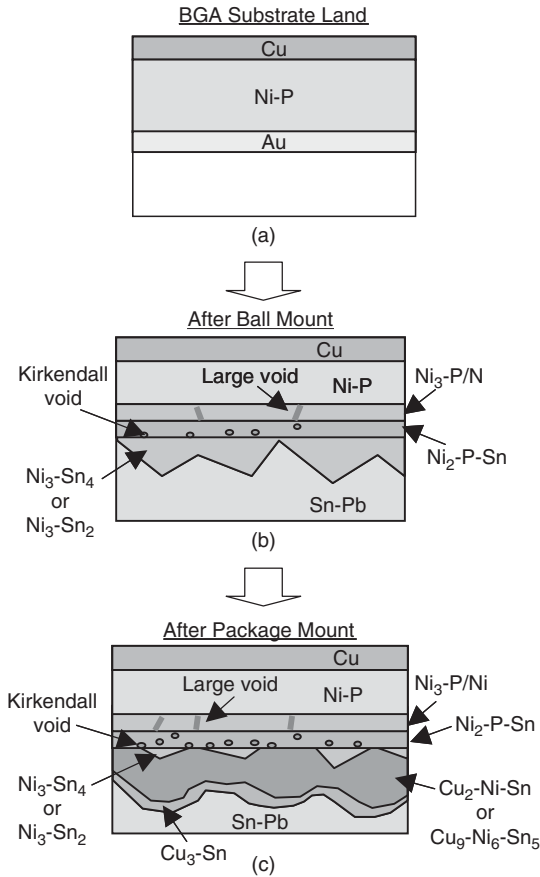 BGA Substrate Land
Cu
Ni-P
Au
(a)
After Ball Mount
Cu
Kirkendall
void
Large void
Ni-P
Ni₃-P/N
Ni₂-P-Sn
Ni₃-Sn₄
or
Ni₃-Sn₂
Sn-Pb
(b)
After Package Mount
Cu
Kirkendall
void
Large void
Ni-P
Ni₃-P/Ni
Ni₂-P-Sn
Ni₃-Sn₄
or
Ni₃-Sn₂
Cu₃-Sn
Sn-Pb
Cu₂-Ni-Sn
or
Cu₉-Ni₆-Sn₅
(c)